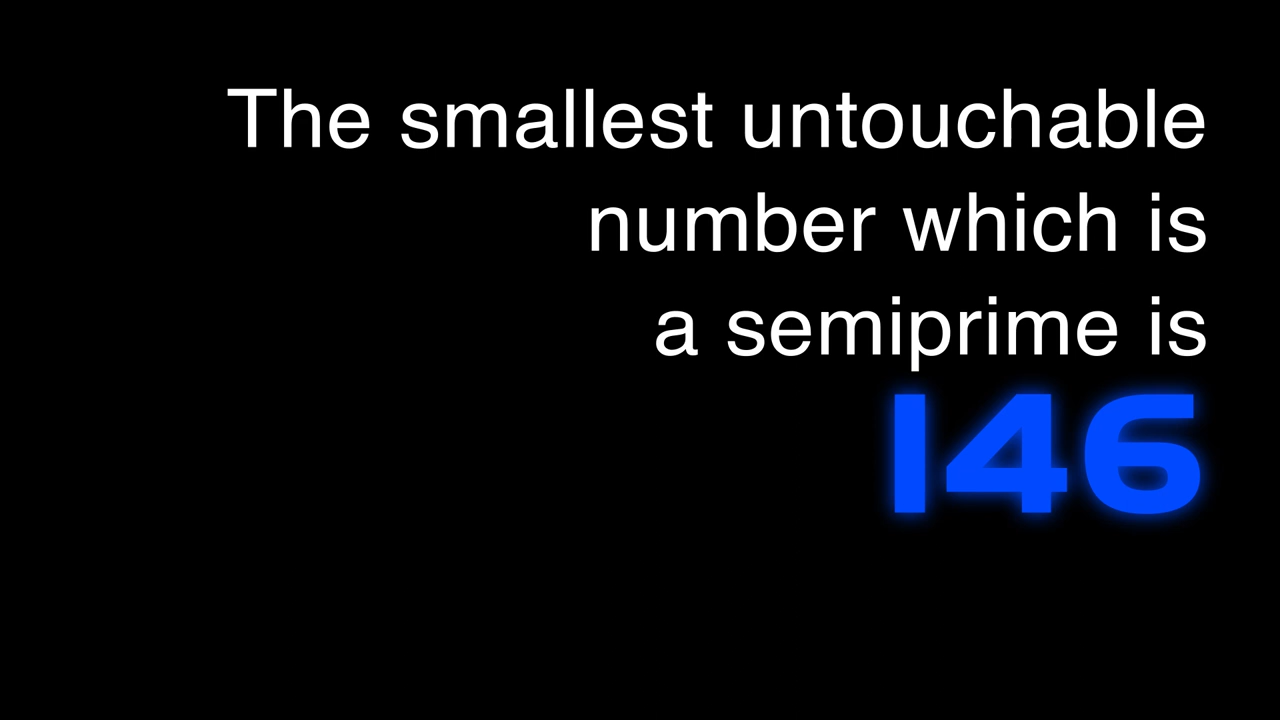 The smallest untouchable
number which is
a semiprime is
146